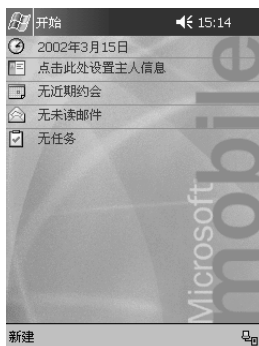 开始 15:14
2002年3月15日
点击此处设置主人信息
无近期约会
无未读邮件
无任务
Microsoft
mobile
新建